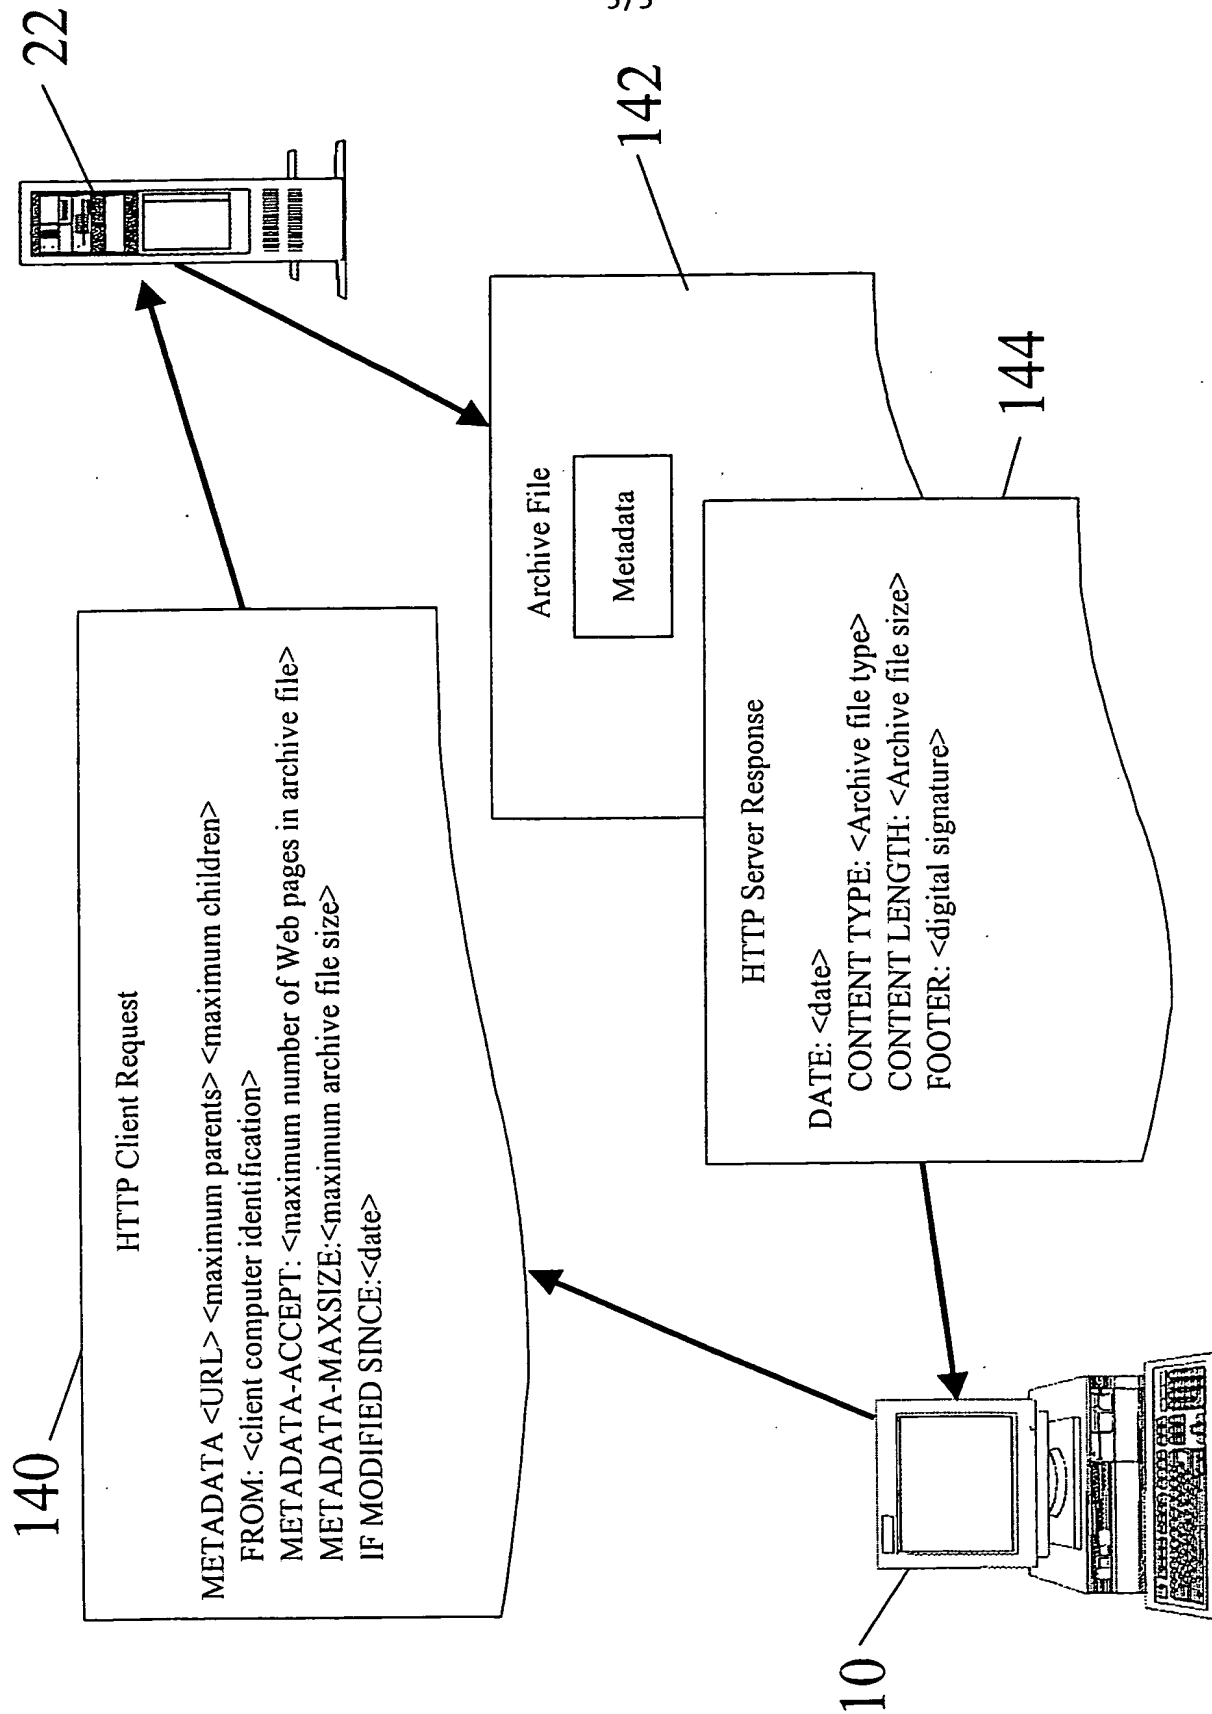 140
HTTP Client Request
METADATA <URL> <maximum parents> <maximum children>
FROM: <client computer identification>
METADATA-ACCEPT: <maximum number of Web pages in archive file>
METADATA-MAXSIZE:<maximum archive file size>
IF MODIFIED SINCE:<date>
22
Archive File
Metadata
142
HTTP Server Response
DATE: <date>
CONTENT TYPE: <Archive file type>
CONTENT LENGTH: <Archive file size>
FOOTER: <digital signature>
144
10